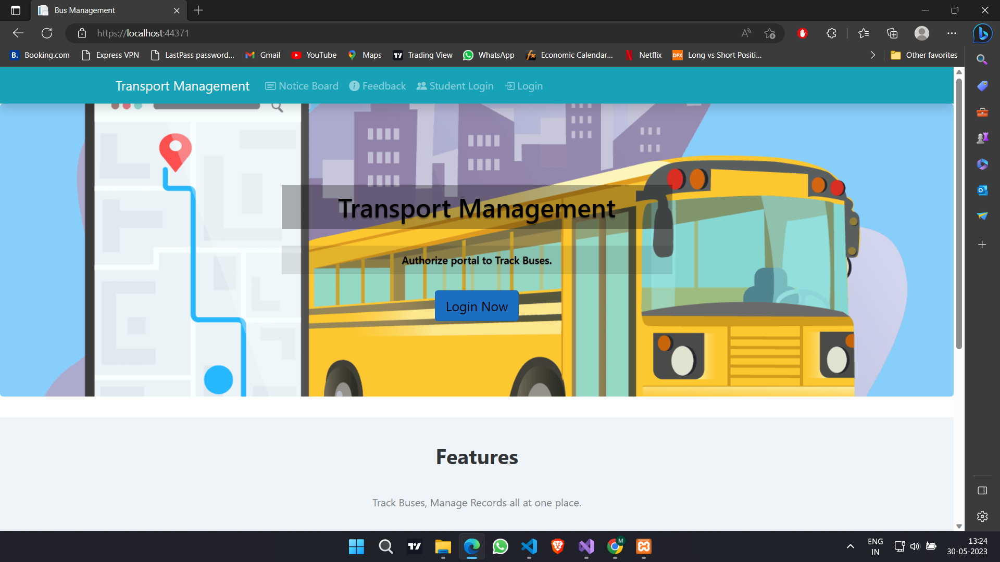 Bus Management
https://localhost:44371
B. Booking.com Express VPN LastPass password... Gmail YouTube Maps Trading View WhatsApp fx Economic Calendar... Netflix DFX Long vs Short Positi... Other favorites
Transport Management Notice Board Feedback Student Login Login
Transport Management
Authorize portal to Track Buses.
Login Now
Features
Track Buses, Manage Records all at one place.
M
ENG
IN
13:24
30-05-2023